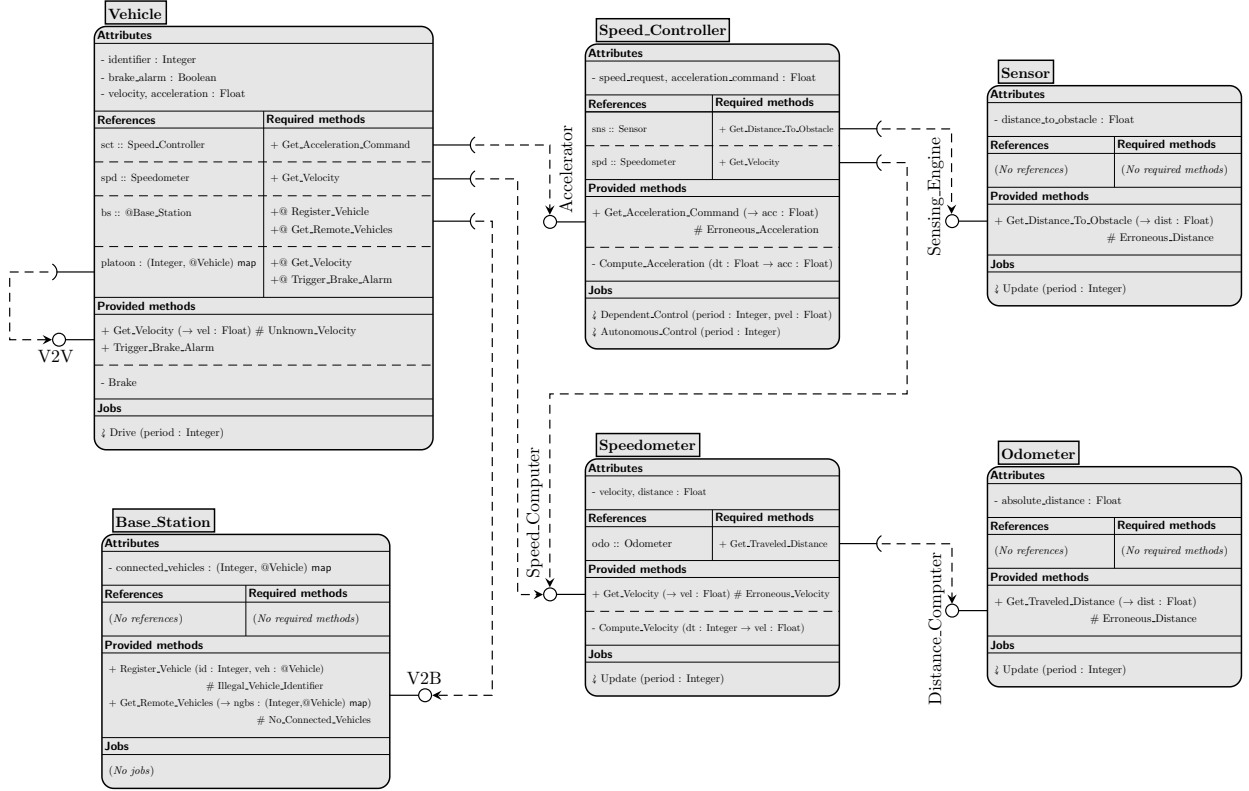 Vehicle
Attributes
- identifier : Integer
- brake_alarm : Boolean
- velocity, acceleration : Float
References
Required methods
sct :: Speed_Controller
+ Get_Acceleration_Command
spd :: Speedometer
+ Get_Velocity
bs :: @Base_Station
+@ Register_Vehicle
+@ Get_Remote_Vehicles
platoon : (Integer, @Vehicle) map
+@ Get_Velocity
+@ Trigger_Brake_Alarm
Provided methods
+ Get_Velocity (→ vel : Float) # Unknown_Velocity
+ Trigger_Brake_Alarm
- Brake
Jobs
⚳ Drive (period : Integer)
V2V
Base_Station
Attributes
- connected_vehicles : (Integer, @Vehicle) map
References
Required methods
(No references)
(No required methods)
Provided methods
+ Register_Vehicle (id : Integer, veh : @Vehicle)
# Illegal_Vehicle_Identifier
+ Get_Remote_Vehicles (→ ngbs : (Integer,@Vehicle) map)
# No_Connected_Vehicles
Jobs
(No jobs)
V2B
Speed_Controller
Attributes
- speed_request, acceleration_command : Float
References
Required methods
sns :: Sensor
+ Get_Distance_To_Obstacle
spd :: Speedometer
+ Get_Velocity
Provided methods
+ Get_Acceleration_Command (→ acc : Float)
# Erroneous_Acceleration
- Compute_Acceleration (dt : Float → acc : Float)
Jobs
⚳ Dependent_Control (period : Integer, pvel : Float)
⚳ Autonomous_Control (period : Integer)
Accelerator
Speedometer
Attributes
- velocity, distance : Float
References
Required methods
odo :: Odometer
+ Get_Traveled_Distance
Provided methods
+ Get_Velocity (→ vel : Float) # Erroneous_Velocity
- Compute_Velocity (dt : Integer → vel : Float)
Jobs
⚳ Update (period : Integer)
Speed_Computer
Sensor
Attributes
- distance_to_obstacle : Float
References
Required methods
(No references)
(No required methods)
Provided methods
+ Get_Distance_To_Obstacle (→ dist : Float)
# Erroneous_Distance
Jobs
⚳ Update (period : Integer)
Sensing_Engine
Odometer
Attributes
- absolute_distance : Float
References
Required methods
(No references)
(No required methods)
Provided methods
+ Get_Traveled_Distance (→ dist : Float)
# Erroneous_Distance
Jobs
⚳ Update (period : Integer)
Distance_Computer